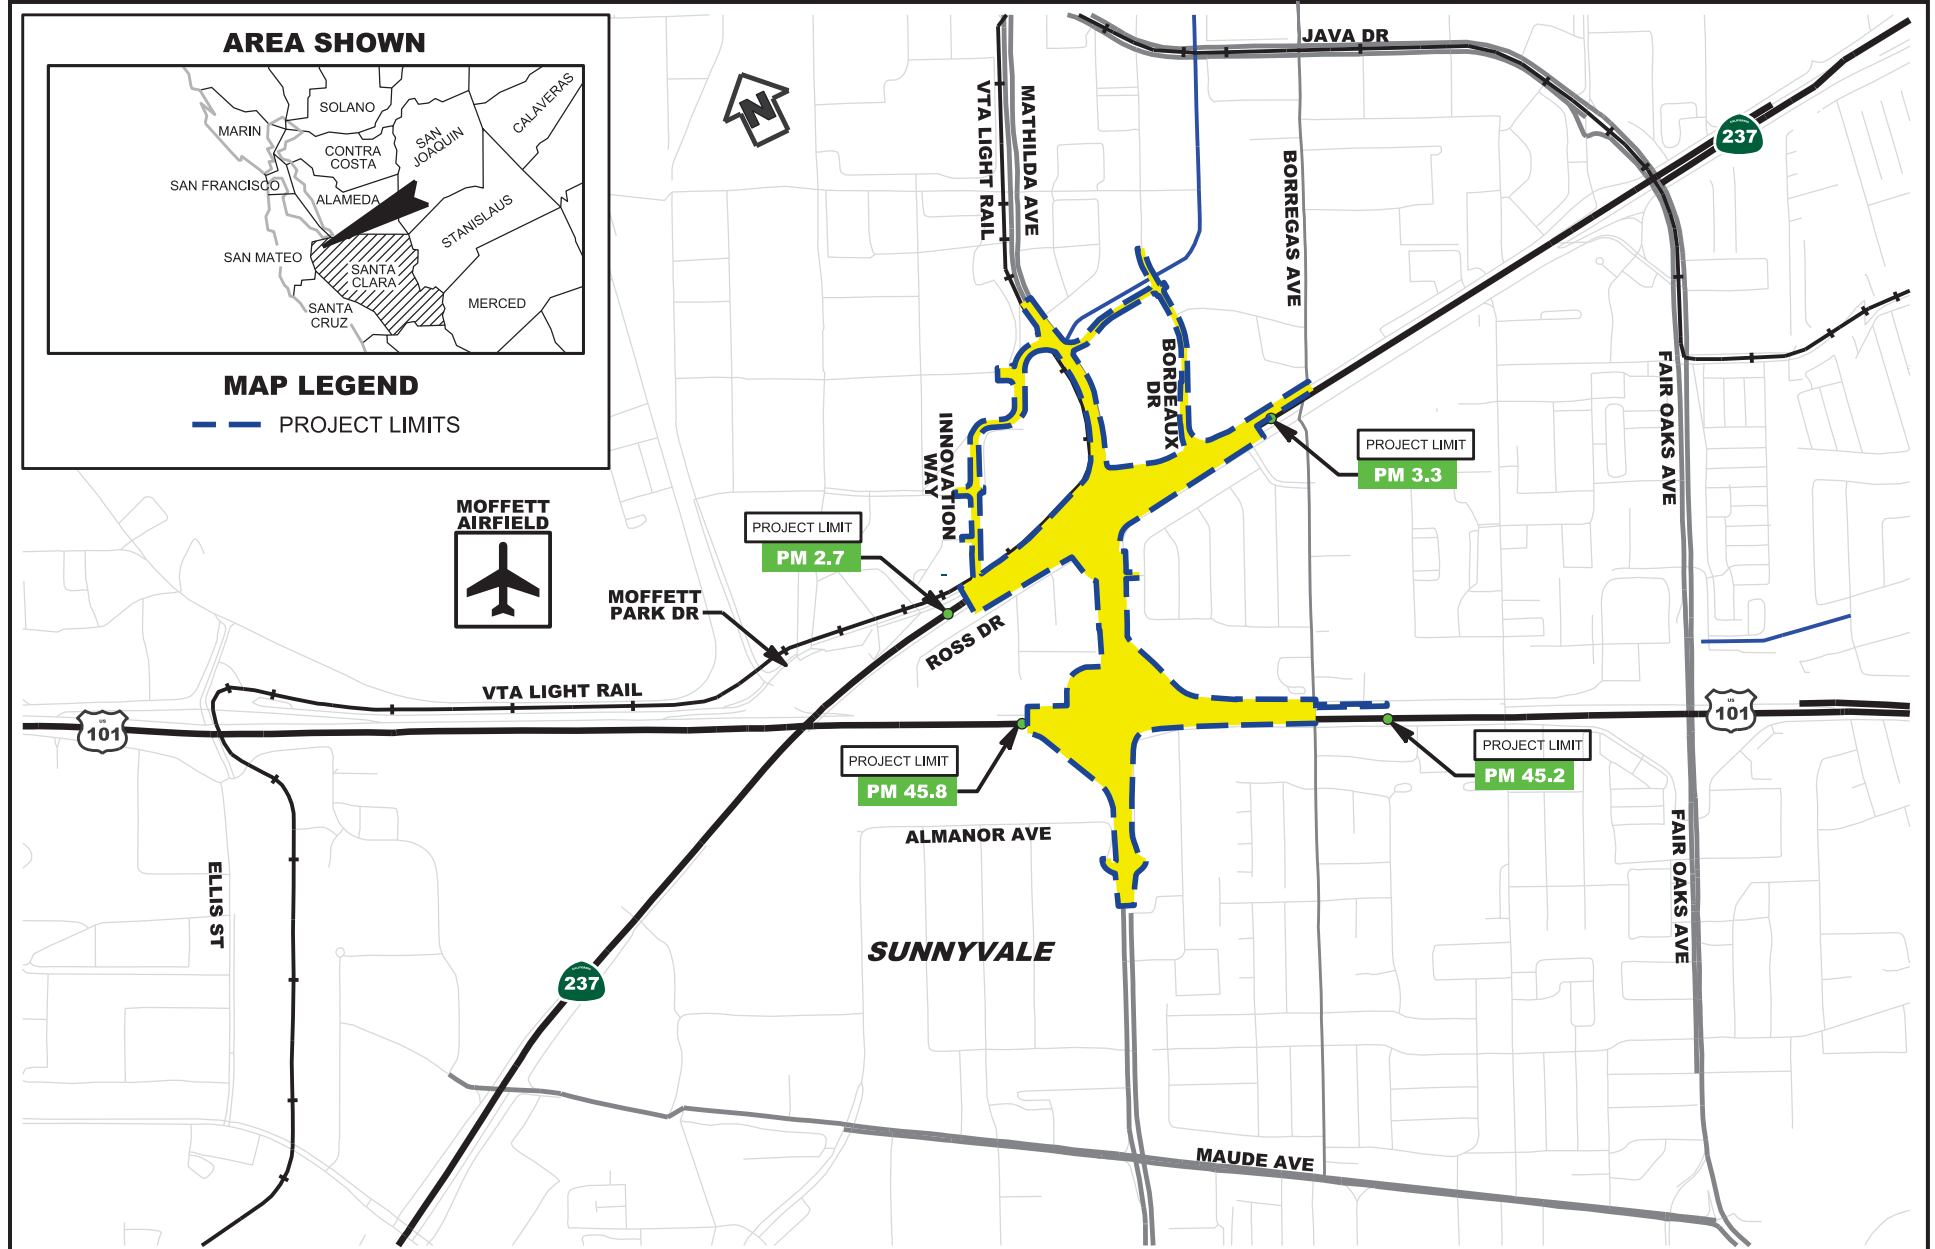 AREA SHOWN
SOLANO
CALAVERAS
MARIN
SAN
JOAQUIN
CONTRA
COSTA
SAN FRANCISCO
ALAMEDA
STANISLAUS
SAN MATEO
SANTA
CLARA
MERCED
SANTA
CRUZ
MAP LEGEND
PROJECT LIMITS
N
JAVA DR
VTA LIGHT RAIL
MATHILDA AVE
BORREGAS AVE
237
BORDEAUX
DR
FAIR OAKS AVE
INNOVATION
WAY
PROJECT LIMIT
PM 3.3
MOFFETT
AIRFIELD
PROJECT LIMIT
PM 2.7
MOFFETT
PARK DR
ROSS DR
VTA LIGHT RAIL
US
101
US
101
PROJECT LIMIT
PM 45.8
PROJECT LIMIT
PM 45.2
ALMANOR AVE
ELLIS ST
FAIR OAKS AVE
SUNNYVALE
237
MAUDE AVE